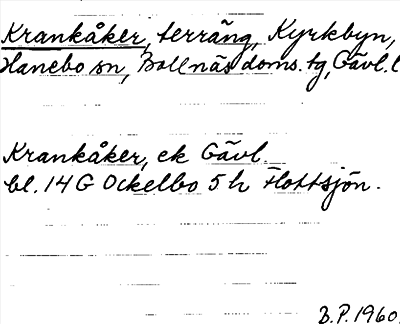 Krankåker, terräng, Kyrkbyn,
Hanebo sn, Bollnäs doms. tg, Gävl. l
Krankåker, ek Gävl.
bl. 14 G Ockelbo 5 h Flottsjön.
B.P. 1960.